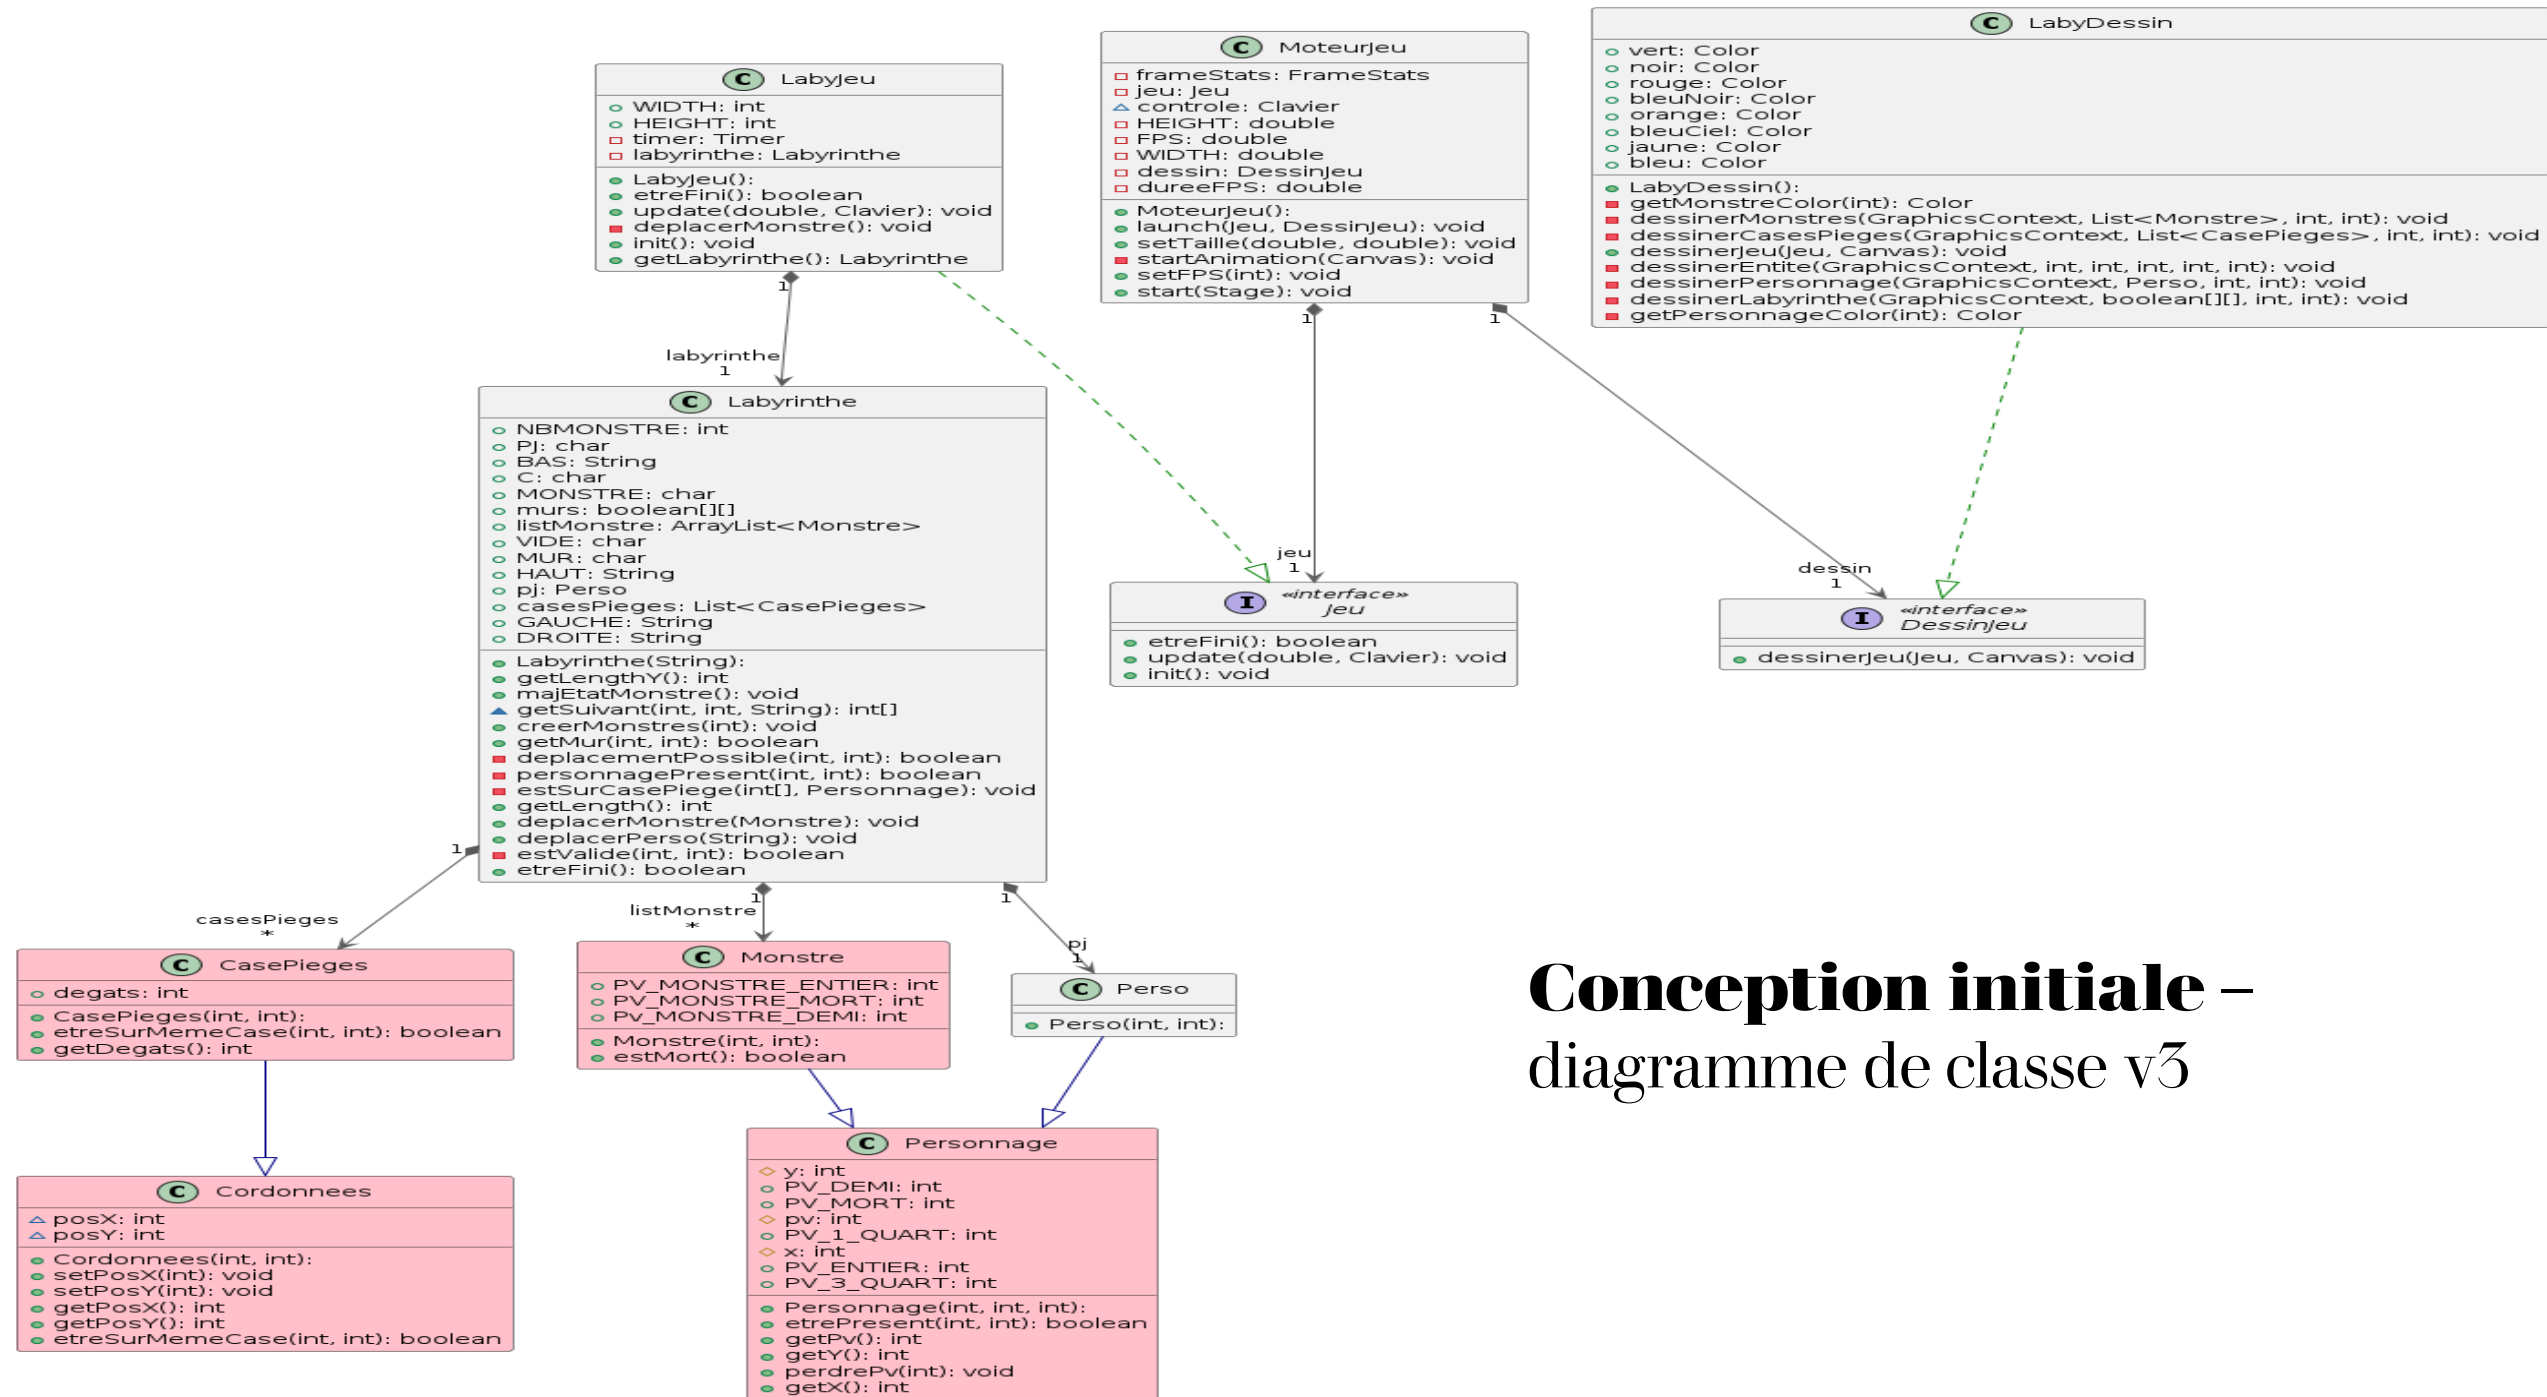 LabyJeu
WIDTH: int
HEIGHT: int
timer: Timer
labyrinthe: Labyrinthe
LabyJeu():
etreFini(): boolean
update(double, Clavier): void
deplacerMonstre(): void
init(): void
getLabyrinthe(): Labyrinthe
MoteurJeu
frameStats: FrameStats
jeu: Jeu
controle: Clavier
HEIGHT: double
FPS: double
WIDTH: double
dessin: DessinJeu
dureeFPS: double
MoteurJeu():
launch(Jeu, DessinJeu): void
setTaille(double, double): void
startAnimation(Canvas): void
setFPS(int): void
start(Stage): void
LabyDessin
vert: Color
noir: Color
rouge: Color
bleuNoir: Color
orange: Color
bleuCiel: Color
jaune: Color
bleu: Color
LabyDessin():
getMonstreColor(int): Color
dessinerMonstres(GraphicsContext, List<Monstre>, int, int): void
dessinerCasesPieges(GraphicsContext, List<CasePieges>, int, int): void
dessinerJeu(Jeu, Canvas): void
dessinerEntite(GraphicsContext, int, int, int, int, int): void
dessinerPersonnage(GraphicsContext, Perso, int, int): void
dessinerLabyrinthe(GraphicsContext, boolean[][], int, int): void
getPersonnageColor(int): Color
1
labyrinthe
1
1
jeu
1
1
dessin
1
Labyrinthe
NBMONSTRE: int
PJ: char
BAS: String
C: char
MONSTRE: char
murs: boolean[][]
listMonstre: ArrayList<Monstre>
VIDE: char
MUR: char
HAUT: String
pj: Perso
casesPieges: List<CasePieges>
GAUCHE: String
DROITE: String
Labyrinthe(String):
getLengthY(): int
majEtatMonstre(): void
getSuivant(int, int, String): int[]
creerMonstres(int): void
getMur(int, int): boolean
deplacementPossible(int, int): boolean
personnagePresent(int, int): boolean
estSurCasePiege(int[], Personnage): void
getLength(): int
deplacerMonstre(Monstre): void
deplacerPerso(String): void
estValide(int, int): boolean
etreFini(): boolean
«interface»
Jeu
etreFini(): boolean
update(double, Clavier): void
init(): void
«interface»
DessinJeu
dessinerJeu(Jeu, Canvas): void
1
casesPieges
*
1
listMonstre
*
1
pj
1
CasePieges
degats: int
CasePieges(int, int):
etreSurMemeCase(int, int): boolean
getDegats(): int
Monstre
PV_MONSTRE_ENTIER: int
PV_MONSTRE_MORT: int
Pv_MONSTRE_DEMI: int
Monstre(int, int):
estMort(): boolean
Perso
Perso(int, int):
Conception initiale –
diagramme de classe v3
Cordonnees
posX: int
posY: int
Cordonnees(int, int):
setPosX(int): void
setPosY(int): void
getPosX(): int
getPosY(): int
etreSurMemeCase(int, int): boolean
Personnage
y: int
PV_DEMI: int
PV_MORT: int
pv: int
PV_1_QUART: int
x: int
PV_ENTIER: int
PV_3_QUART: int
Personnage(int, int, int):
etrePresent(int, int): boolean
getPv(): int
getY(): int
perdrePv(int): void
getX(): int